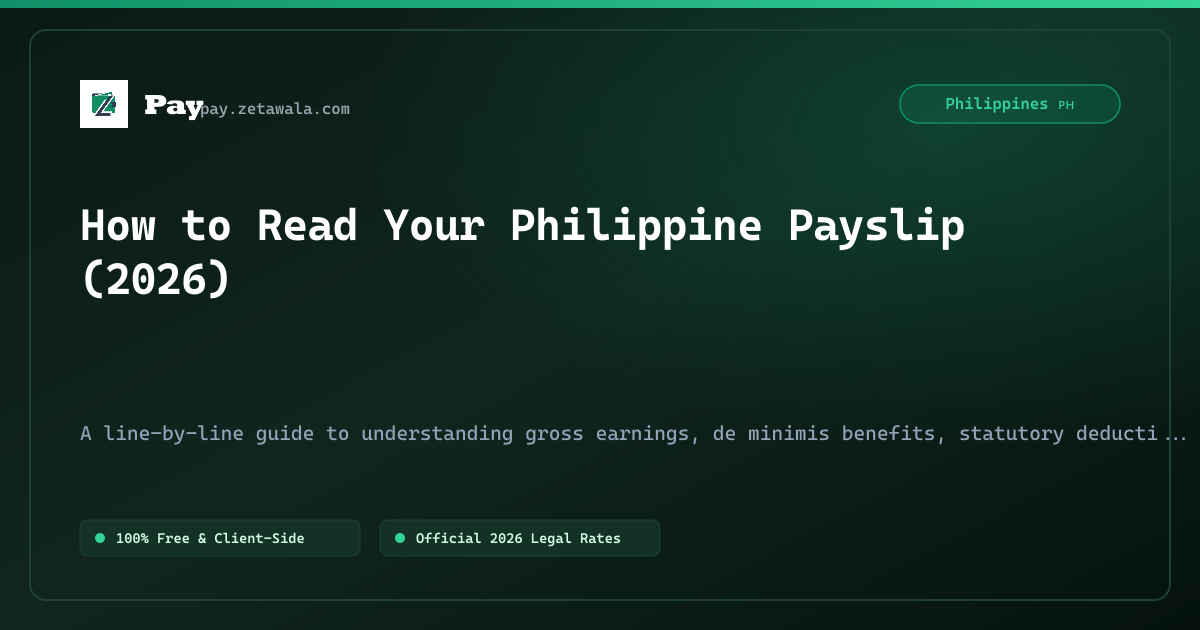 Pay
pay.zetawala.com
Philippines PH
How to Read Your Philippine Payslip
(2026)
A line-by-line guide to understanding gross earnings, de minimis benefits, statutory deducti...
100% Free & Client-Side
Official 2026 Legal Rates